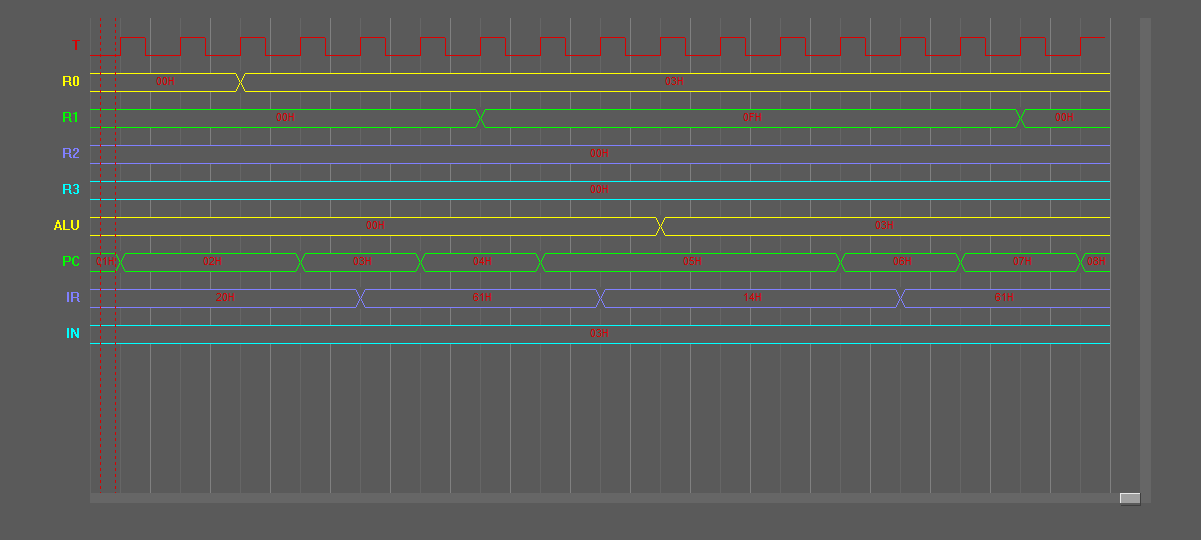 T
R0 00H 03H
R1 00H 0FH 00H
R2 00H
R3 00H
ALU 00H 03H
PC 01H 02H 03H 04H 05H 06H 07H 08H
IR 20H 61H 14H 61H
IN 03H